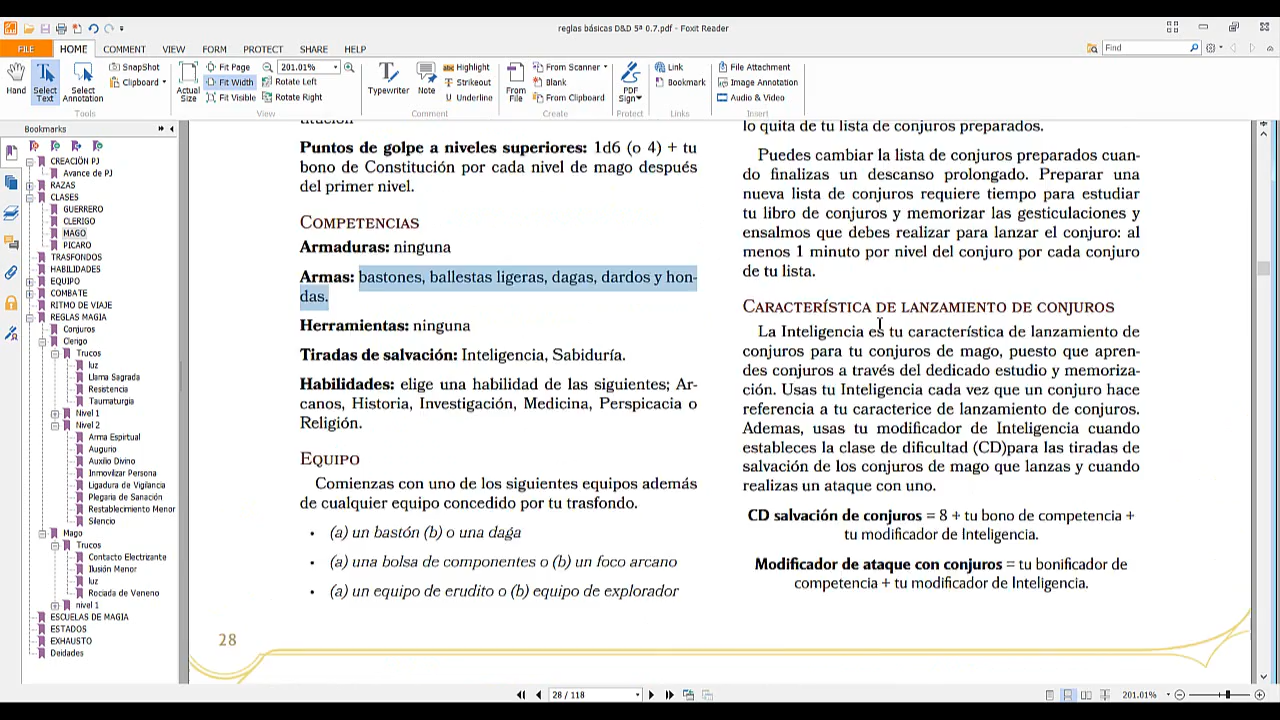 reglas básicas D&D 5ª 0.7.pdf - Foxit Reader
FILE HOME COMMENT VIEW FORM PROTECT SHARE HELP
Find
Hand
Select Text
Select Annotation
SnapShot
Clipboard
Tools
Actual Size
Fit Page
Fit Width
Fit Visible
201.01%
Rotate Left
Rotate Right
View
Typewriter
Note
Highlight
Strikeout
Underline
Comment
From File
From Scanner
Blank
From Clipboard
Create
PDF Sign
Protect
Link
Bookmark
Links
File Attachment
Image Annotation
Audio & Video
Insert
Bookmarks
CREACIÓN PJ
Avance de PJ
RAZAS
CLASES
GUERRERO
CLERIGO
MAGO
PICARO
TRASFONDOS
HABILIDADES
EQUIPO
COMBATE
RITMO DE VIAJE
REGLAS MAGIA
Conjuros
Clerigo
Trucos
luz
Llama Sagrada
Resistencia
Taumaturgia
Nivel 1
Nivel 2
Arma Espirtual
Augurio
Auxilio Divino
Inmovilzar Persona
Ligadura de Vigilancia
Plegaria de Sanación
Restablecimiento Menor
Silencio
Mago
Trucos
Contacto Electrizante
Ilusión Menor
luz
Rociada de Veneno
nivel 1
ESCUELAS DE MAGIA
ESTADOS
EXHAUSTO
Deidades
titución
Puntos de golpe a niveles superiores: 1d6 (o 4) + tu
bono de Constitución por cada nivel de mago después
del primer nivel.
COMPETENCIAS
Armaduras: ninguna
Armas: bastones, ballestas ligeras, dagas, dardos y hon-
das.
Herramientas: ninguna
Tiradas de salvación: Inteligencia, Sabiduría.
Habilidades: elige una habilidad de las siguientes; Ar-
canos, Historia, Investigación, Medicina, Perspicacia o
Religión.
EQUIPO
Comienzas con uno de los siguientes equipos además
de cualquier equipo concedido por tu trasfondo.
• (a) un bastón (b) o una daga
• (a) una bolsa de componentes o (b) un foco arcano
• (a) un equipo de erudito o (b) equipo de explorador
28
lo quita de tu lista de conjuros preparados.
Puedes cambiar la lista de conjuros preparados cuan-
do finalizas un descanso prolongado. Preparar una
nueva lista de conjuros requiere tiempo para estudiar
tu libro de conjuros y memorizar las gesticulaciones y
ensalmos que debes realizar para lanzar el conjuro: al
menos 1 minuto por nivel del conjuro por cada conjuro
de tu lista.
CARACTERÍSTICA DE LANZAMIENTO DE CONJUROS
La Inteligencia es tu característica de lanzamiento de
conjuros para tu conjuros de mago, puesto que apren-
des conjuros a través del dedicado estudio y memoriza-
ción. Usas tu Inteligencia cada vez que un conjuro hace
referencia a tu caracterice de lanzamiento de conjuros.
Ademas, usas tu modificador de Inteligencia cuando
estableces la clase de dificultad (CD)para las tiradas de
salvación de los conjuros de mago que lanzas y cuando
realizas un ataque con uno.
CD salvación de conjuros = 8 + tu bono de competencia +
tu modificador de Inteligencia.
Modificador de ataque con conjuros = tu bonificador de
competencia + tu modificador de Inteligencia.
28 / 118
201.01%